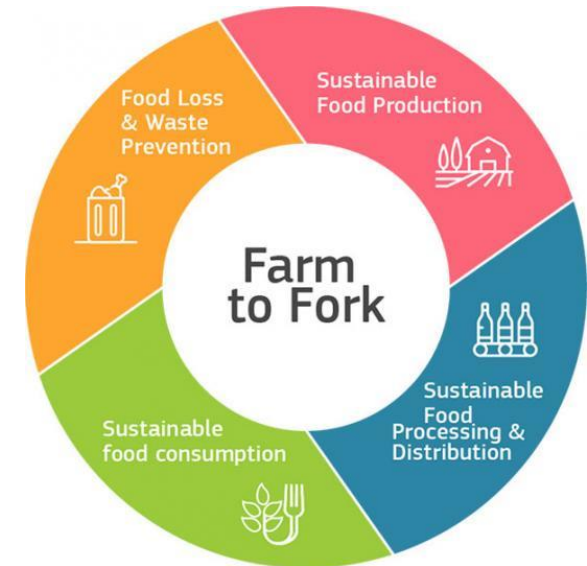 Food Loss
& Waste
Prevention
Sustainable
Food Production
Farm
to Fork
Sustainable
Food
Processing &
Distribution
Sustainable
food consumption